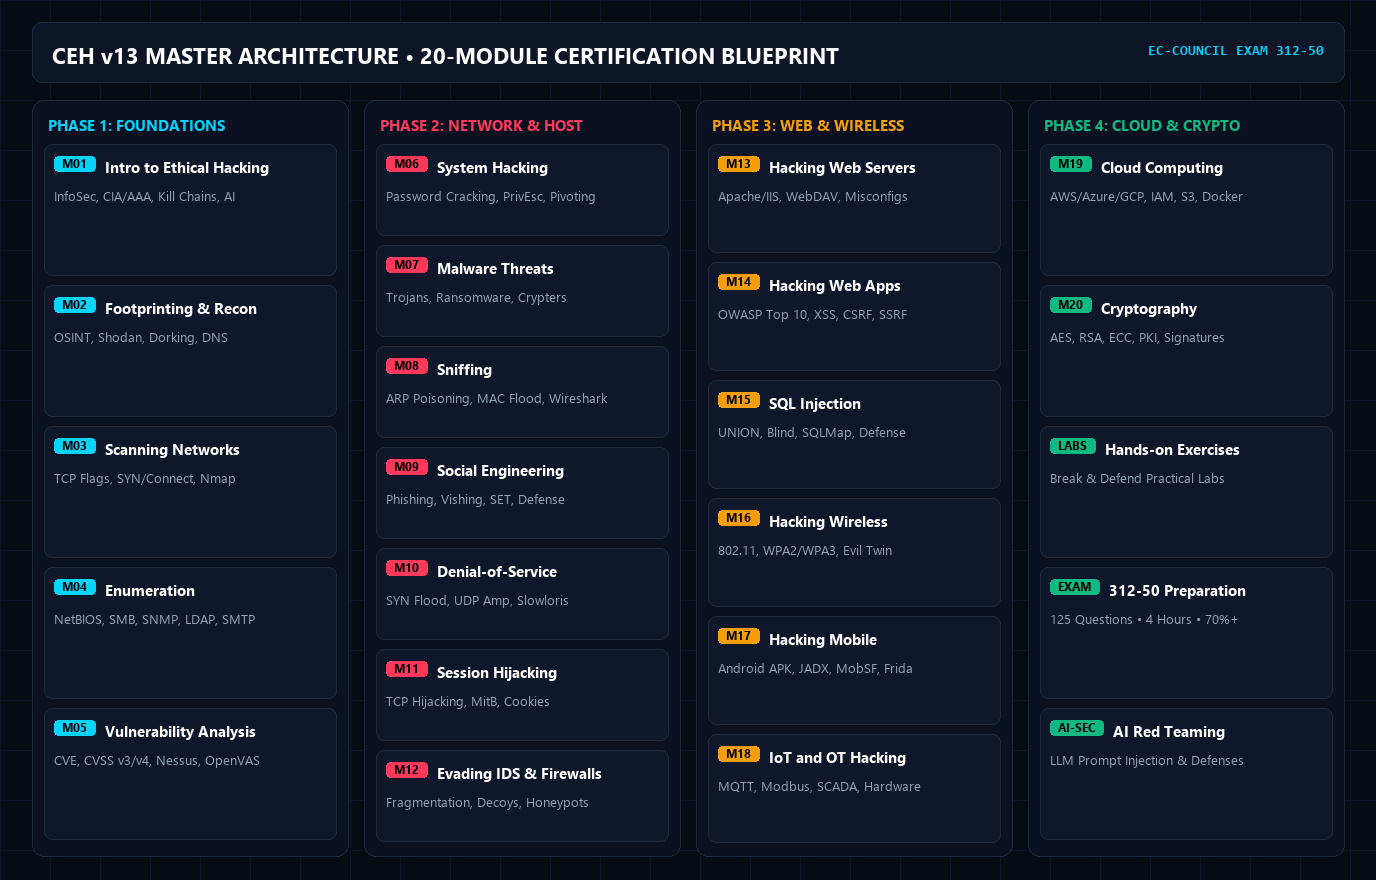 CEH v13 MASTER ARCHITECTURE • 20-MODULE CERTIFICATION BLUEPRINT
EC-COUNCIL EXAM 312-50
PHASE 1: FOUNDATIONS
M01 Intro to Ethical Hacking
InfoSec, CIA/AAA, Kill Chains, AI
M02 Footprinting & Recon
OSINT, Shodan, Dorking, DNS
M03 Scanning Networks
TCP Flags, SYN/Connect, Nmap
M04 Enumeration
NetBIOS, SMB, SNMP, LDAP, SMTP
M05 Vulnerability Analysis
CVE, CVSS v3/v4, Nessus, OpenVAS
PHASE 2: NETWORK & HOST
M06 System Hacking
Password Cracking, PrivEsc, Pivoting
M07 Malware Threats
Trojans, Ransomware, Crypters
M08 Sniffing
ARP Poisoning, MAC Flood, Wireshark
M09 Social Engineering
Phishing, Vishing, SET, Defense
M10 Denial-of-Service
SYN Flood, UDP Amp, Slowloris
M11 Session Hijacking
TCP Hijacking, MitB, Cookies
M12 Evading IDS & Firewalls
Fragmentation, Decoys, Honeypots
PHASE 3: WEB & WIRELESS
M13 Hacking Web Servers
Apache/IIS, WebDAV, Misconfigs
M14 Hacking Web Apps
OWASP Top 10, XSS, CSRF, SSRF
M15 SQL Injection
UNION, Blind, SQLMap, Defense
M16 Hacking Wireless
802.11, WPA2/WPA3, Evil Twin
M17 Hacking Mobile
Android APK, JADX, MobSF, Frida
M18 IoT and OT Hacking
MQTT, Modbus, SCADA, Hardware
PHASE 4: CLOUD & CRYPTO
M19 Cloud Computing
AWS/Azure/GCP, IAM, S3, Docker
M20 Cryptography
AES, RSA, ECC, PKI, Signatures
LABS Hands-on Exercises
Break & Defend Practical Labs
EXAM 312-50 Preparation
125 Questions • 4 Hours • 70%+
AI-SEC AI Red Teaming
LLM Prompt Injection & Defenses